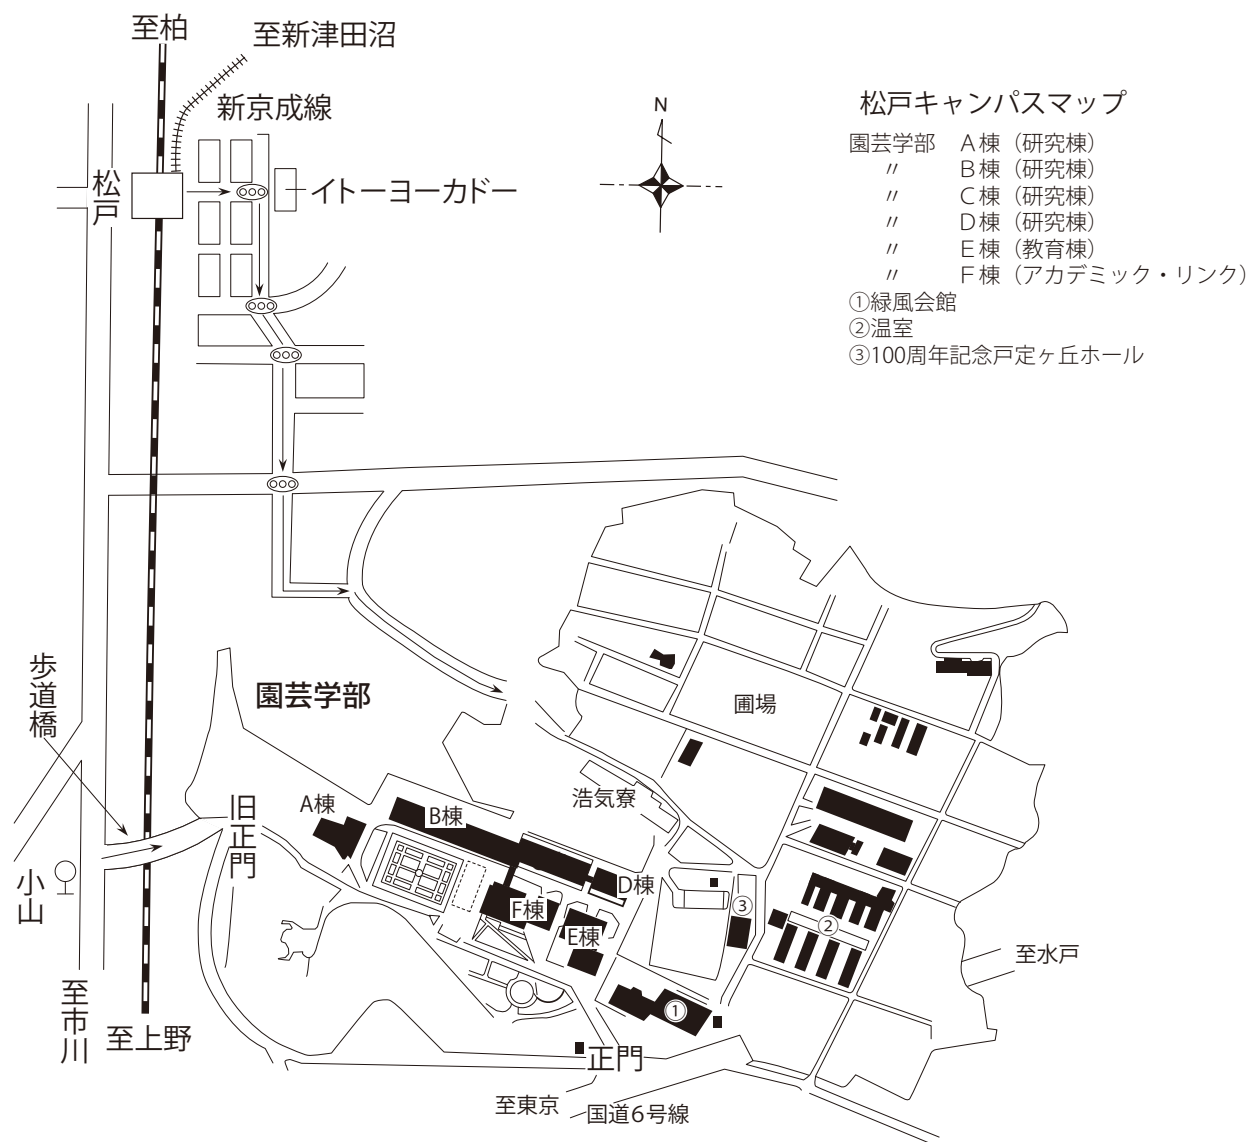 至柏
至新津田沼
新京成線
松戸
イトーヨーカドー
N
松戸キャンパスマップ
園芸学部 A棟（研究棟）
〃 B棟（研究棟）
〃 C棟（研究棟）
〃 D棟（研究棟）
〃 E棟（教育棟）
〃 F棟（アカデミック・リンク）
①緑風会館
②温室
③100周年記念戸定ヶ丘ホール
歩道橋
園芸学部
圃場
浩気寮
旧正門
A棟
B棟
D棟
F棟
E棟
③
②
①
小山
至市川
至上野
正門
至水戸
至東京
国道6号線